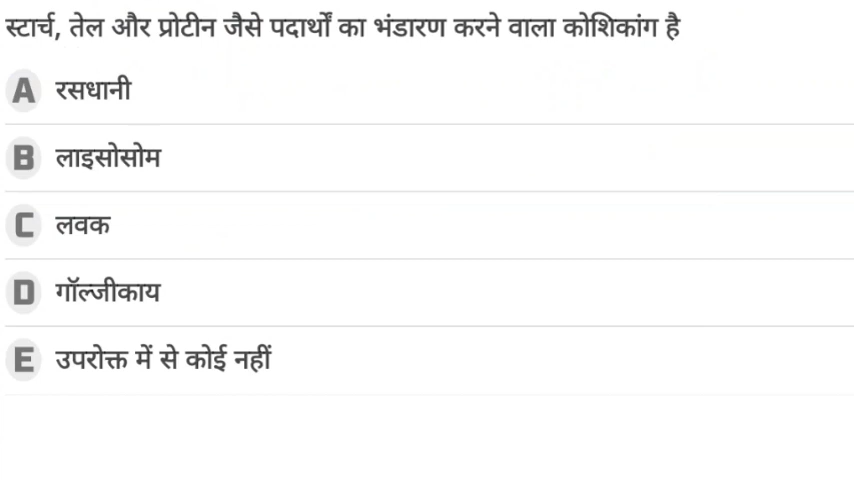 स्टार्च, तेल और प्रोटीन जैसे पदार्थों का भंडारण करने वाला कोशिकांग है
A रसधानी
B लाइसोसोम
C लवक
D गॉल्जीकाय
E उपरोक्त में से कोई नहीं